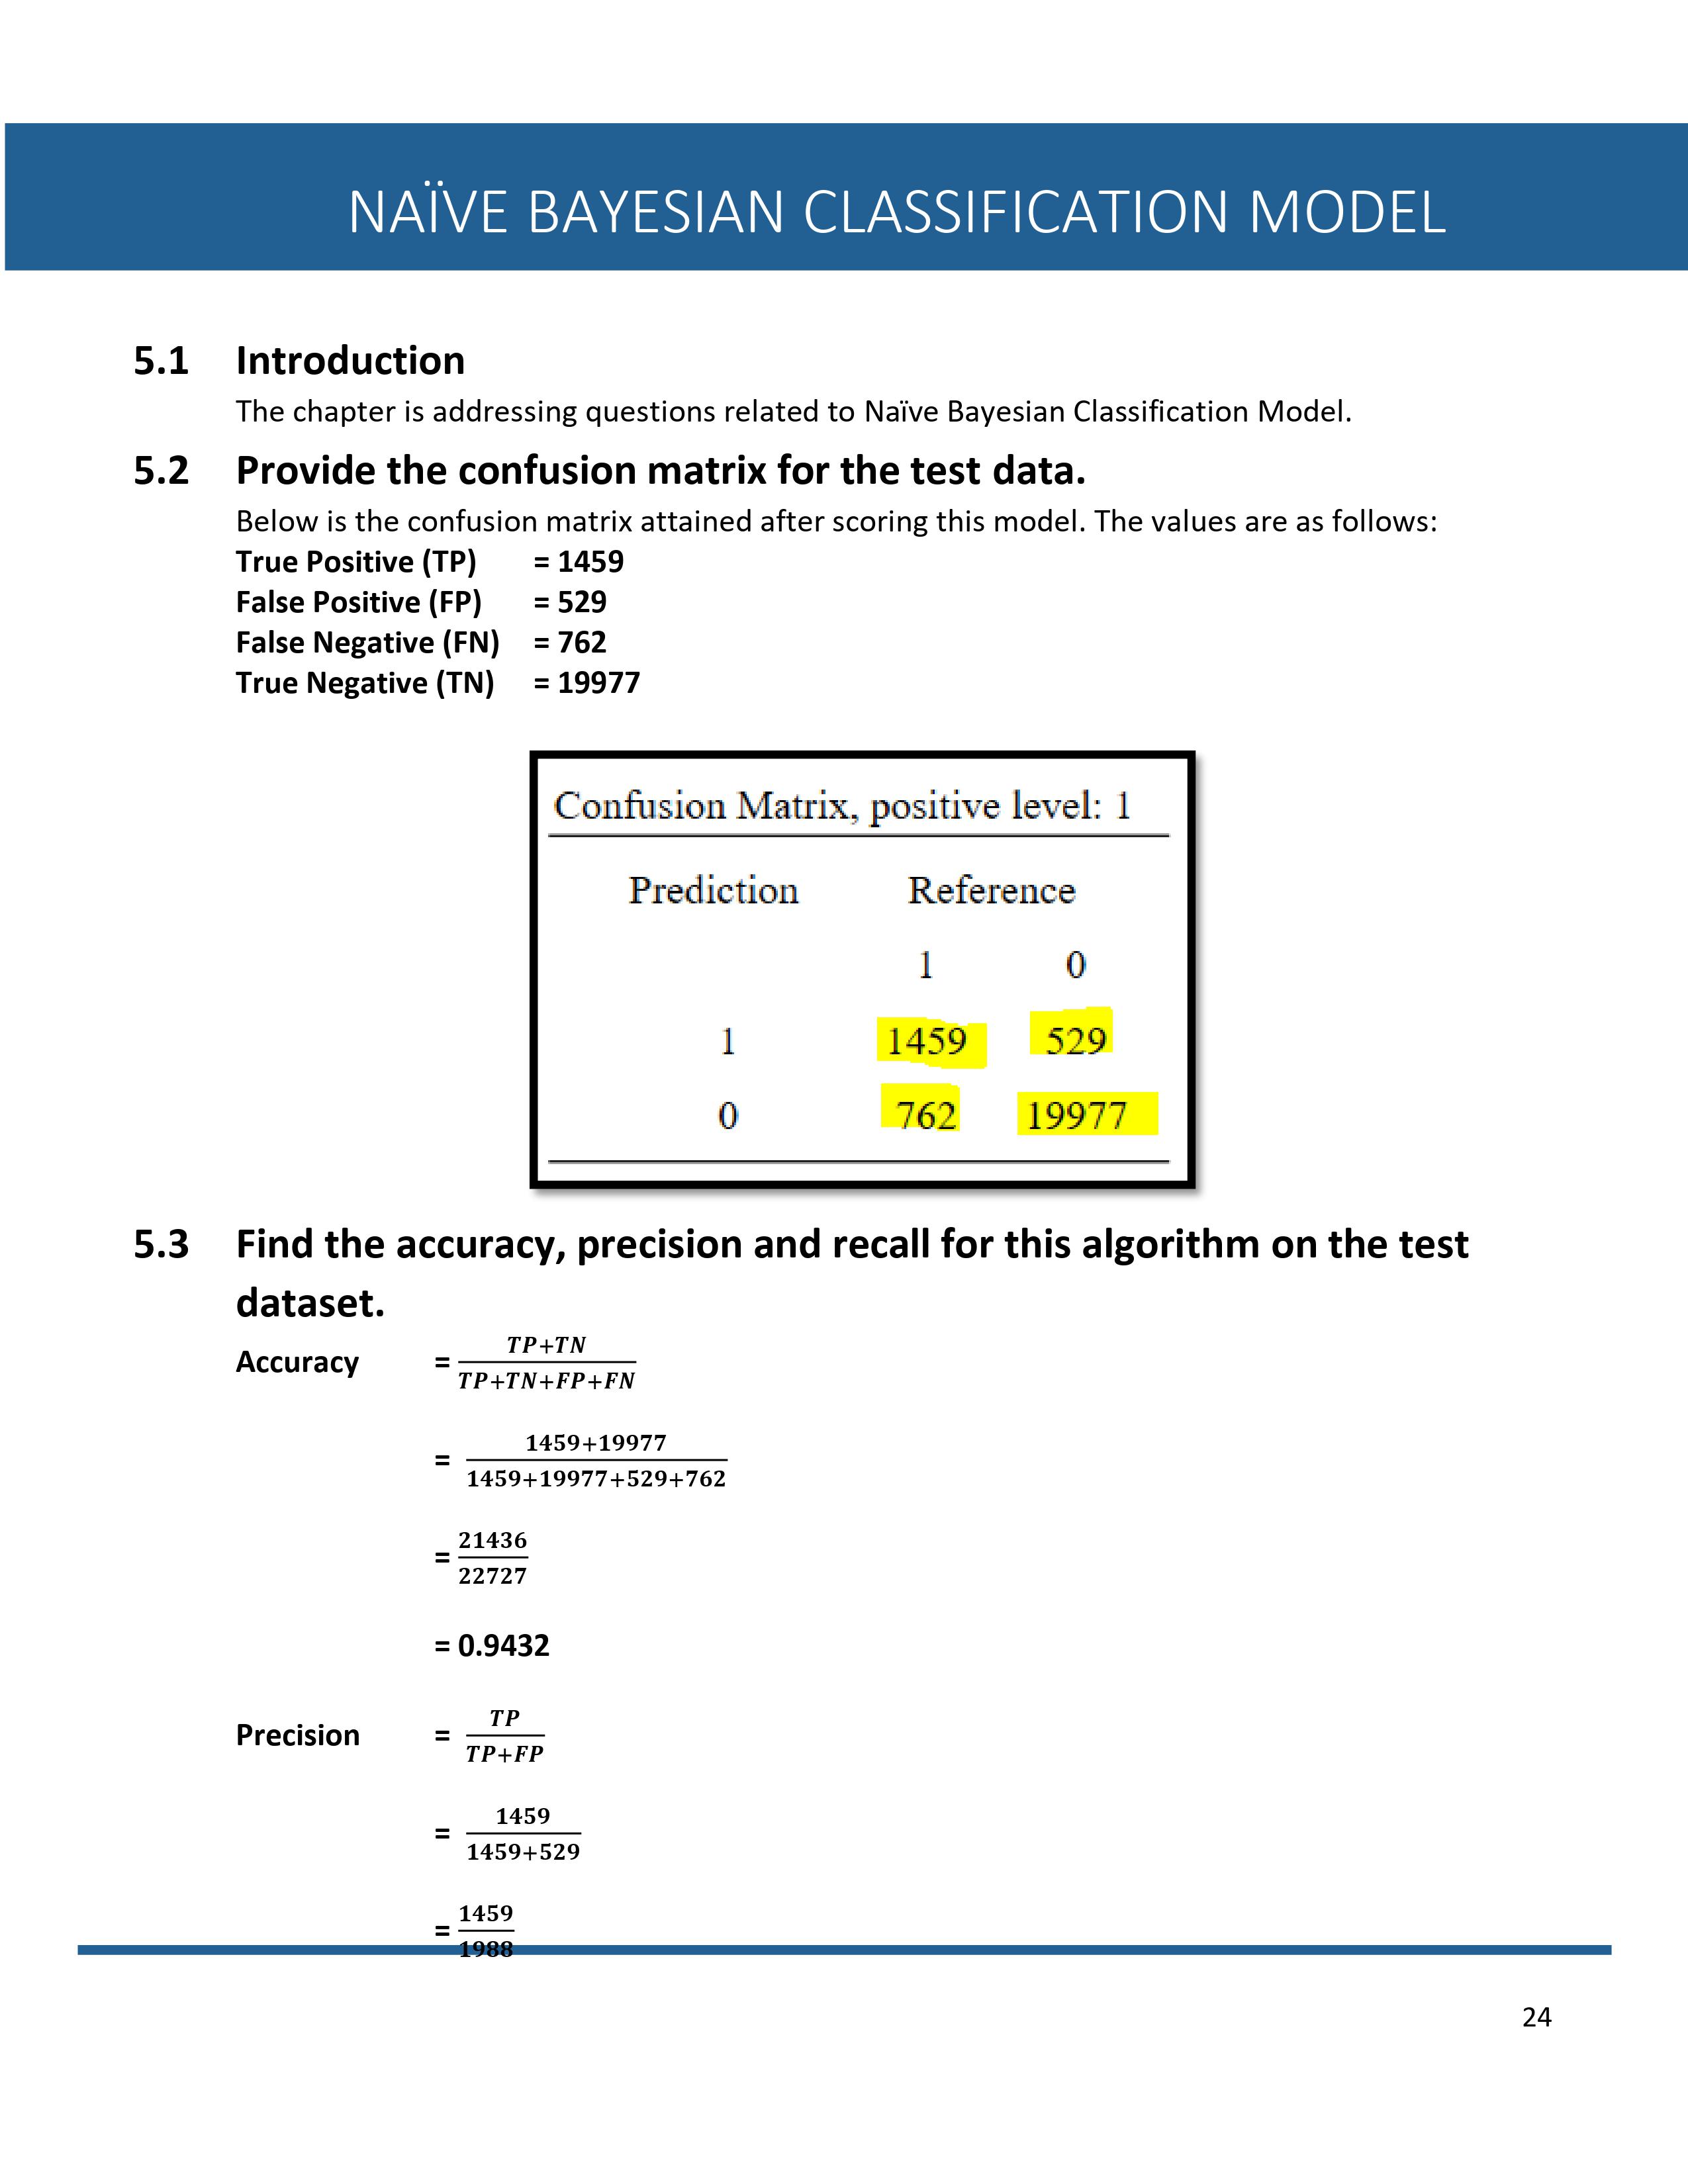 NAÏVE BAYESIAN CLASSIFICATION MODEL
5.1 Introduction
The chapter is addressing questions related to Naïve Bayesian Classification Model.
5.2 Provide the confusion matrix for the test data.
Below is the confusion matrix attained after scoring this model. The values are as follows:
True Positive (TP) = 1459
False Positive (FP) = 529
False Negative (FN) = 762
True Negative (TN) = 19977
Confusion Matrix, positive level: 1
Prediction Reference
1 0
1 1459 529
0 762 19977
5.3 Find the accuracy, precision and recall for this algorithm on the test
dataset.
Accuracy = TP+TN
TP+TN+FP+FN
= 1459+19977
1459+19977+529+762
= 21436
22727
= 0.9432
Precision = TP
TP+FP
= 1459
1459+529
= 1459
1988
24